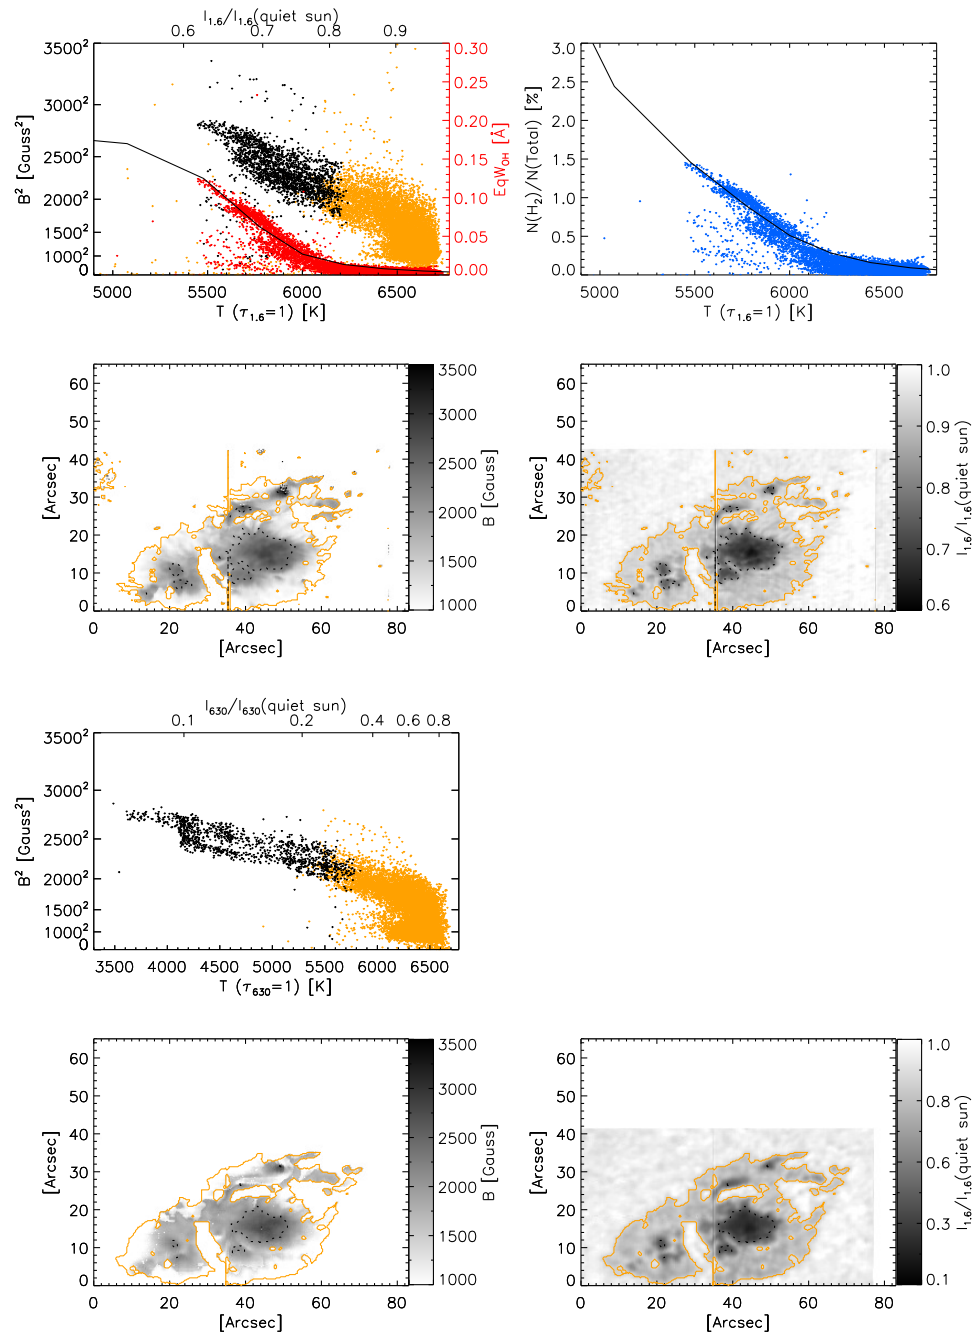 I₁.₆/I₁.₆(quiet sun)
0.6 0.7 0.8 0.9
3500² 3000² 2500² 2000² 1500² 1000² 0
B² [Gauss²]
0.30 0.25 0.20 0.15 0.10 0.05 0.00
EqW_OH [Å]
5000 5500 6000 6500
T (τ₁.₆=1) [K]
3.0 2.5 2.0 1.5 1.0 0.5 0.0
N(H₂)/N(Total) [%]
5000 5500 6000 6500
T (τ₁.₆=1) [K]
60 50 40 30 20 10 0
[Arcsec]
0 20 40 60 80
[Arcsec]
3500 3000 2500 2000 1500 1000
B [Gauss]
60 50 40 30 20 10 0
[Arcsec]
0 20 40 60 80
[Arcsec]
1.0 0.9 0.8 0.7 0.6
I₁.₆/I₁.₆(quiet sun)
I₆₃₀/I₆₃₀(quiet sun)
0.1 0.2 0.4 0.6 0.8
3500² 3000² 2500² 2000² 1500² 1000² 0
B² [Gauss²]
3500 4000 4500 5000 5500 6000 6500
T (τ₆₃₀=1) [K]
60 50 40 30 20 10 0
[Arcsec]
0 20 40 60 80
[Arcsec]
3500 3000 2500 2000 1500 1000
B [Gauss]
60 50 40 30 20 10 0
[Arcsec]
0 20 40 60 80
[Arcsec]
1.0 0.8 0.6 0.3 0.1
I₁.₆/I₁.₆(quiet sun)